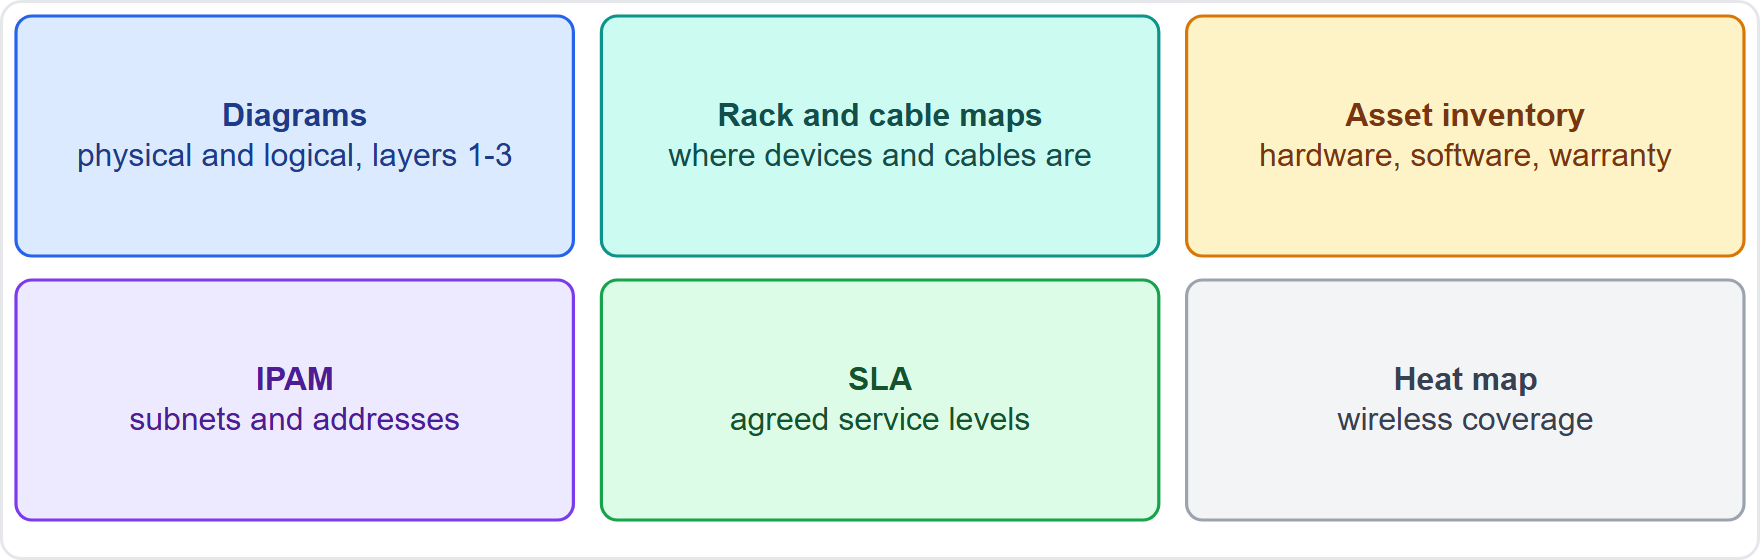 Diagrams
physical and logical, layers 1-3
Rack and cable maps
where devices and cables are
Asset inventory
hardware, software, warranty
IPAM
subnets and addresses
SLA
agreed service levels
Heat map
wireless coverage